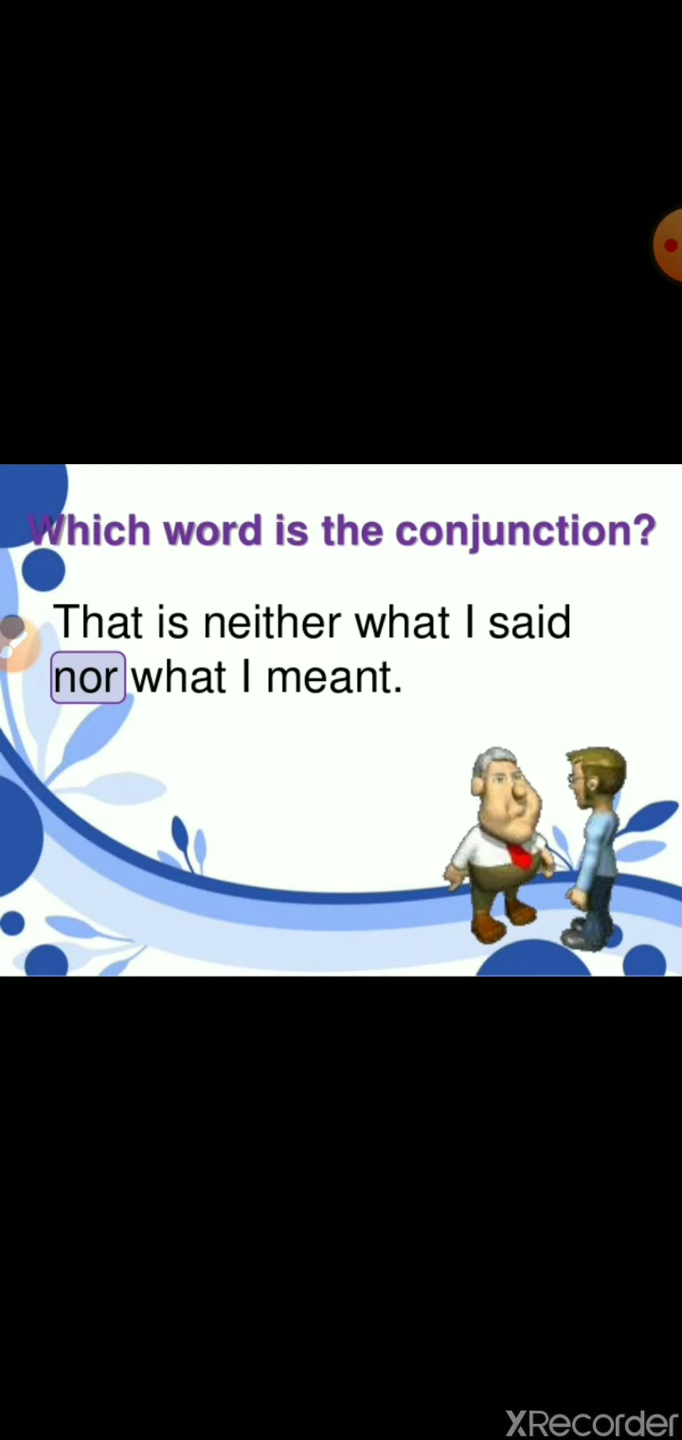 Which word is the conjunction?
That is neither what I said
nor what I meant.
XRecorder